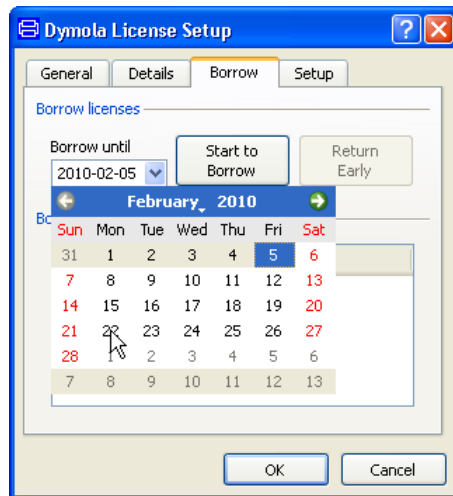 Dymola License Setup
General Details Borrow Setup
Borrow licenses
Borrow until
2010-02-05
Start to
Borrow
Return
Early
February 2010
Bo
Sun Mon Tue Wed Thu Fri Sat
31 1 2 3 4 5 6
7 8 9 10 11 12 13
14 15 16 17 18 19 20
21 22 23 24 25 26 27
28 1 2 3 4 5 6
7 8 9 10 11 12 13
OK Cancel